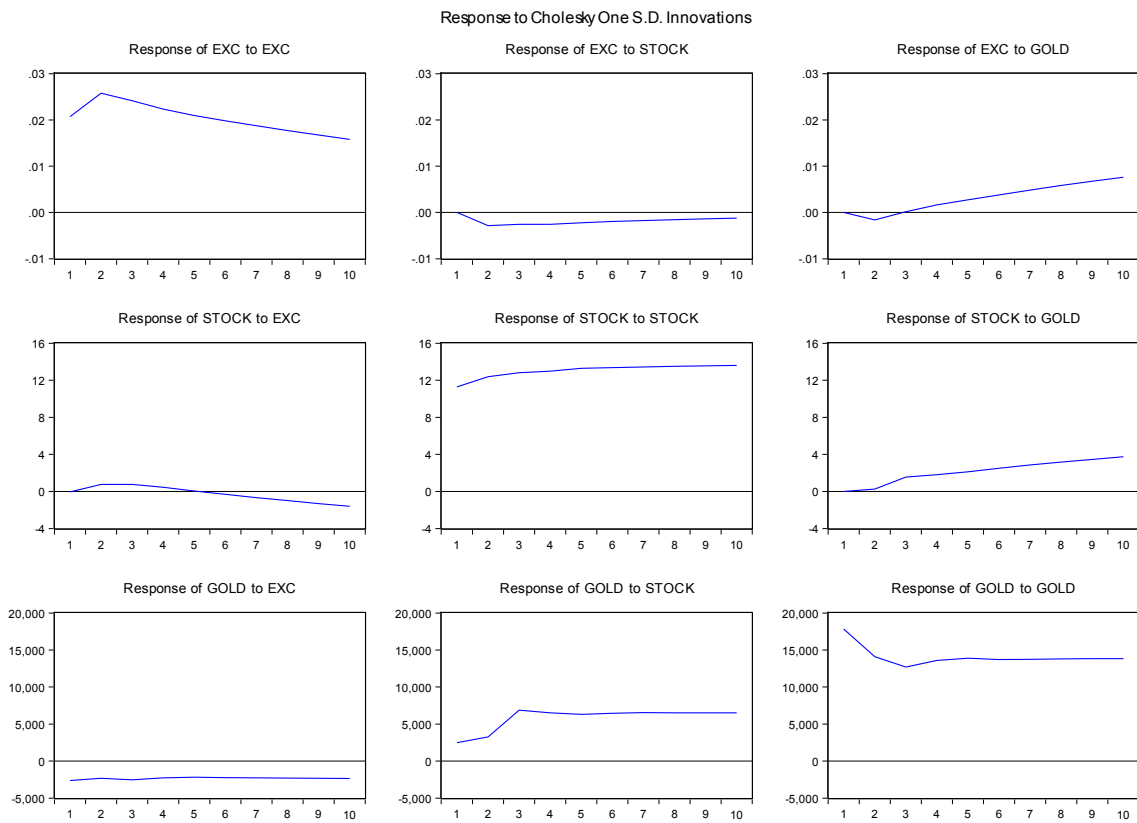 Response to Cholesky One S.D. Innovations
Response of EXC to EXC
.03
.02
.01
.00
-.01
1 2 3 4 5 6 7 8 9 10
Response of EXC to STOCK
.03
.02
.01
.00
-.01
1 2 3 4 5 6 7 8 9 10
Response of EXC to GOLD
.03
.02
.01
.00
-.01
1 2 3 4 5 6 7 8 9 10
Response of STOCK to EXC
16
12
8
4
0
-4
1 2 3 4 5 6 7 8 9 10
Response of STOCK to STOCK
16
12
8
4
0
-4
1 2 3 4 5 6 7 8 9 10
Response of STOCK to GOLD
16
12
8
4
0
-4
1 2 3 4 5 6 7 8 9 10
Response of GOLD to EXC
20,000
15,000
10,000
5,000
0
-5,000
1 2 3 4 5 6 7 8 9 10
Response of GOLD to STOCK
20,000
15,000
10,000
5,000
0
-5,000
1 2 3 4 5 6 7 8 9 10
Response of GOLD to GOLD
20,000
15,000
10,000
5,000
0
-5,000
1 2 3 4 5 6 7 8 9 10